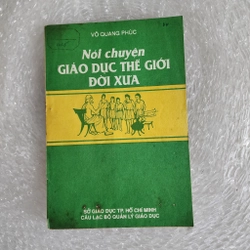 VÕ QUANG PHÚC
Nói chuyện
GIÁO DỤC THẾ GIỚI
ĐỜI XƯA
SỞ GIÁO DỤC TP. HỒ CHÍ MINH
CÂU LẠC BỘ QUẢN LÝ GIÁO DỤC